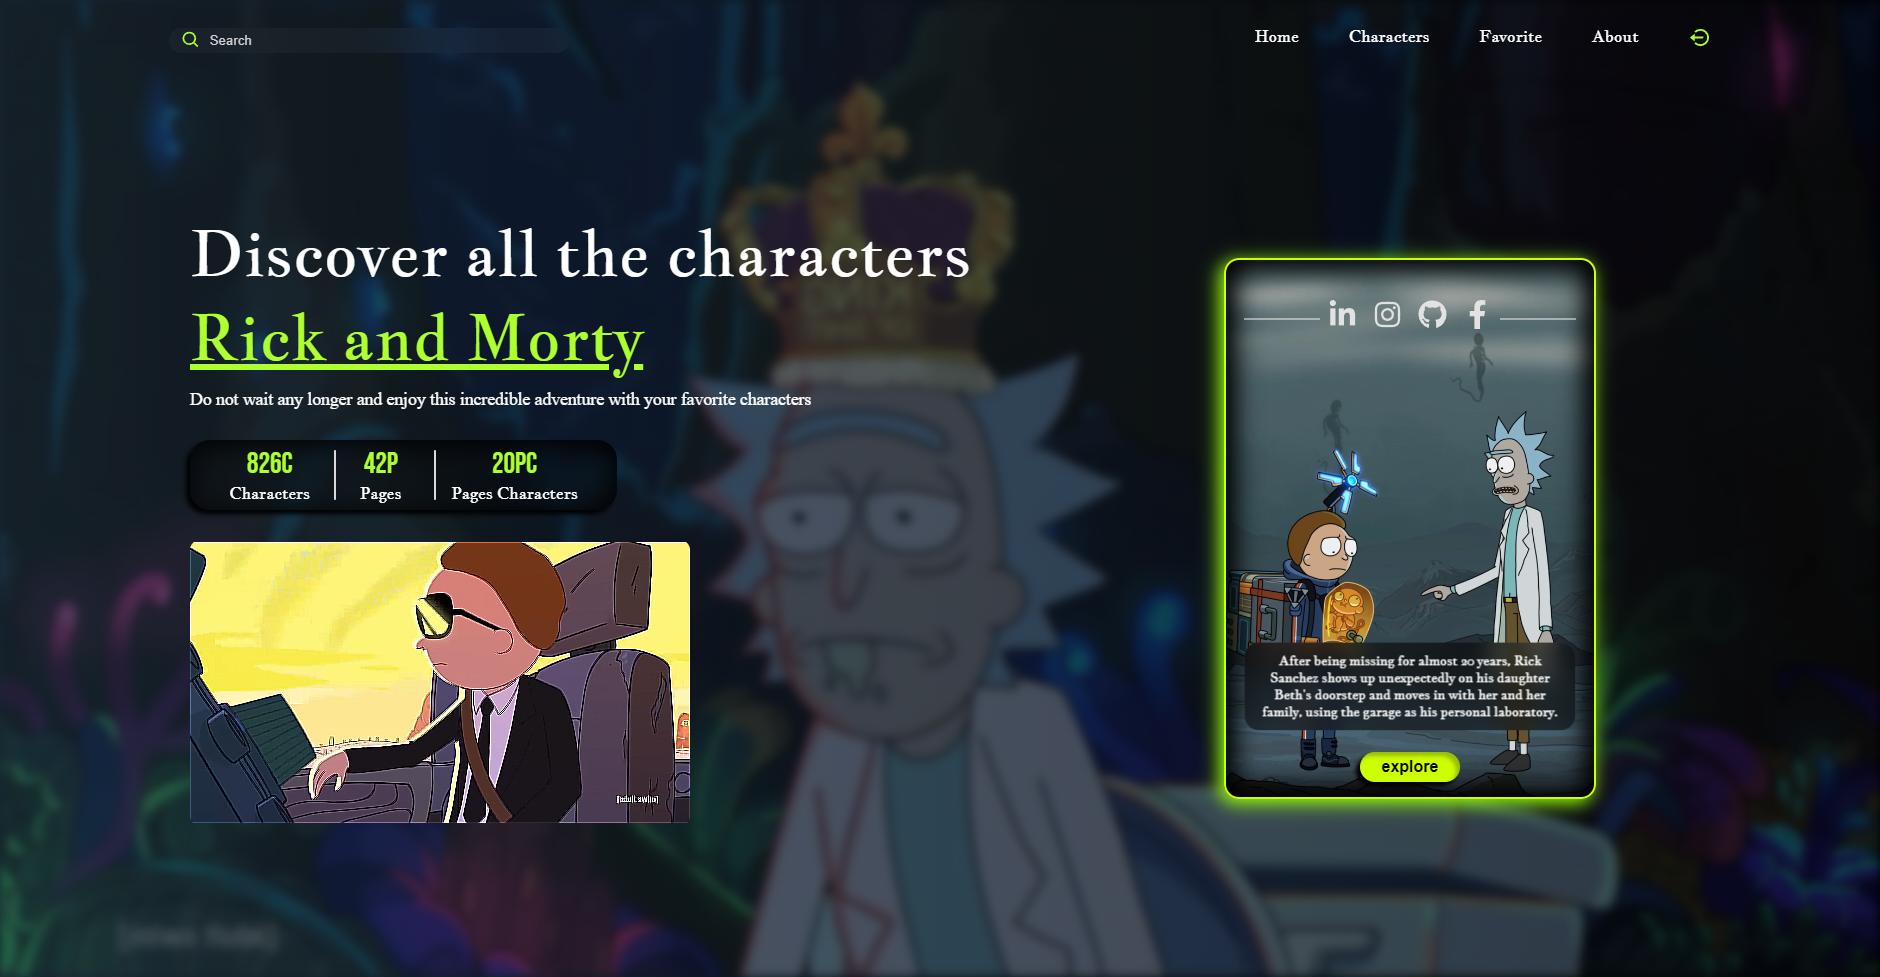 Search
Home
Characters
Favorite
About
Discover all the characters
Rick and Morty
Do not wait any longer and enjoy this incredible adventure with your favorite characters
826C
Characters
42P
Pages
20PC
Pages Characters
[adult swim]
After being missing for almost 20 years, Rick
Sanchez shows up unexpectedly on his daughter
Beth's doorstep and moves in with her and her
family, using the garage as his personal laboratory.
explore